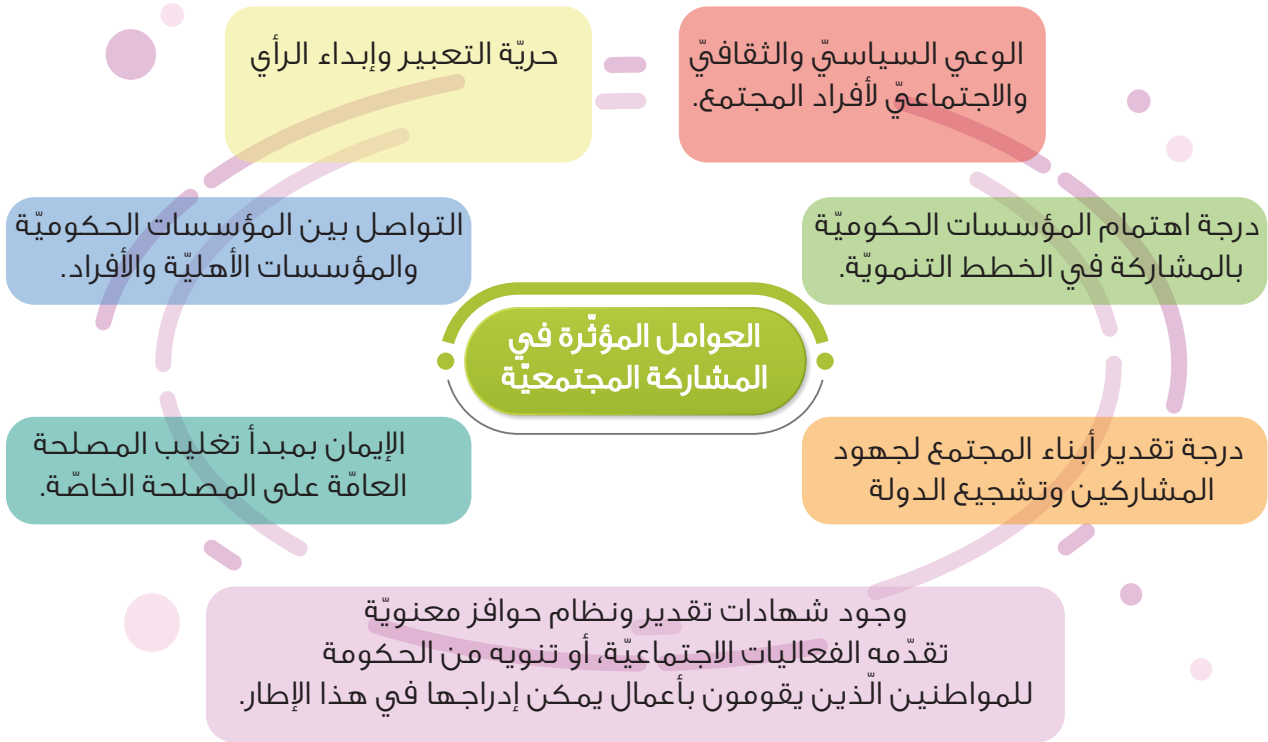 الوعي السياسيّ والثقافيّ
والاجتماعيّ لأفراد المجتمع.
حريّة التعبير وإبداء الرأي
درجة اهتمام المؤسسات الحكوميّة
بالمشاركة في الخطط التنمويّة.
التواصل بين المؤسسات الحكوميّة
والمؤسسات الأهليّة والأفراد.
العوامل المؤثّرة في
المشاركة المجتمعيّة
درجة تقدير أبناء المجتمع لجهود
المشاركين وتشجيع الدولة
الإيمان بمبدأ تغليب المصلحة
العامّة على المصلحة الخاصّة.
وجود شهادات تقدير ونظام حوافز معنويّة
تقدّمه الفعاليات الاجتماعيّة، أو تنويه من الحكومة
للمواطنين الّذين يقومون بأعمال يمكن إدراجها في هذا الإطار.